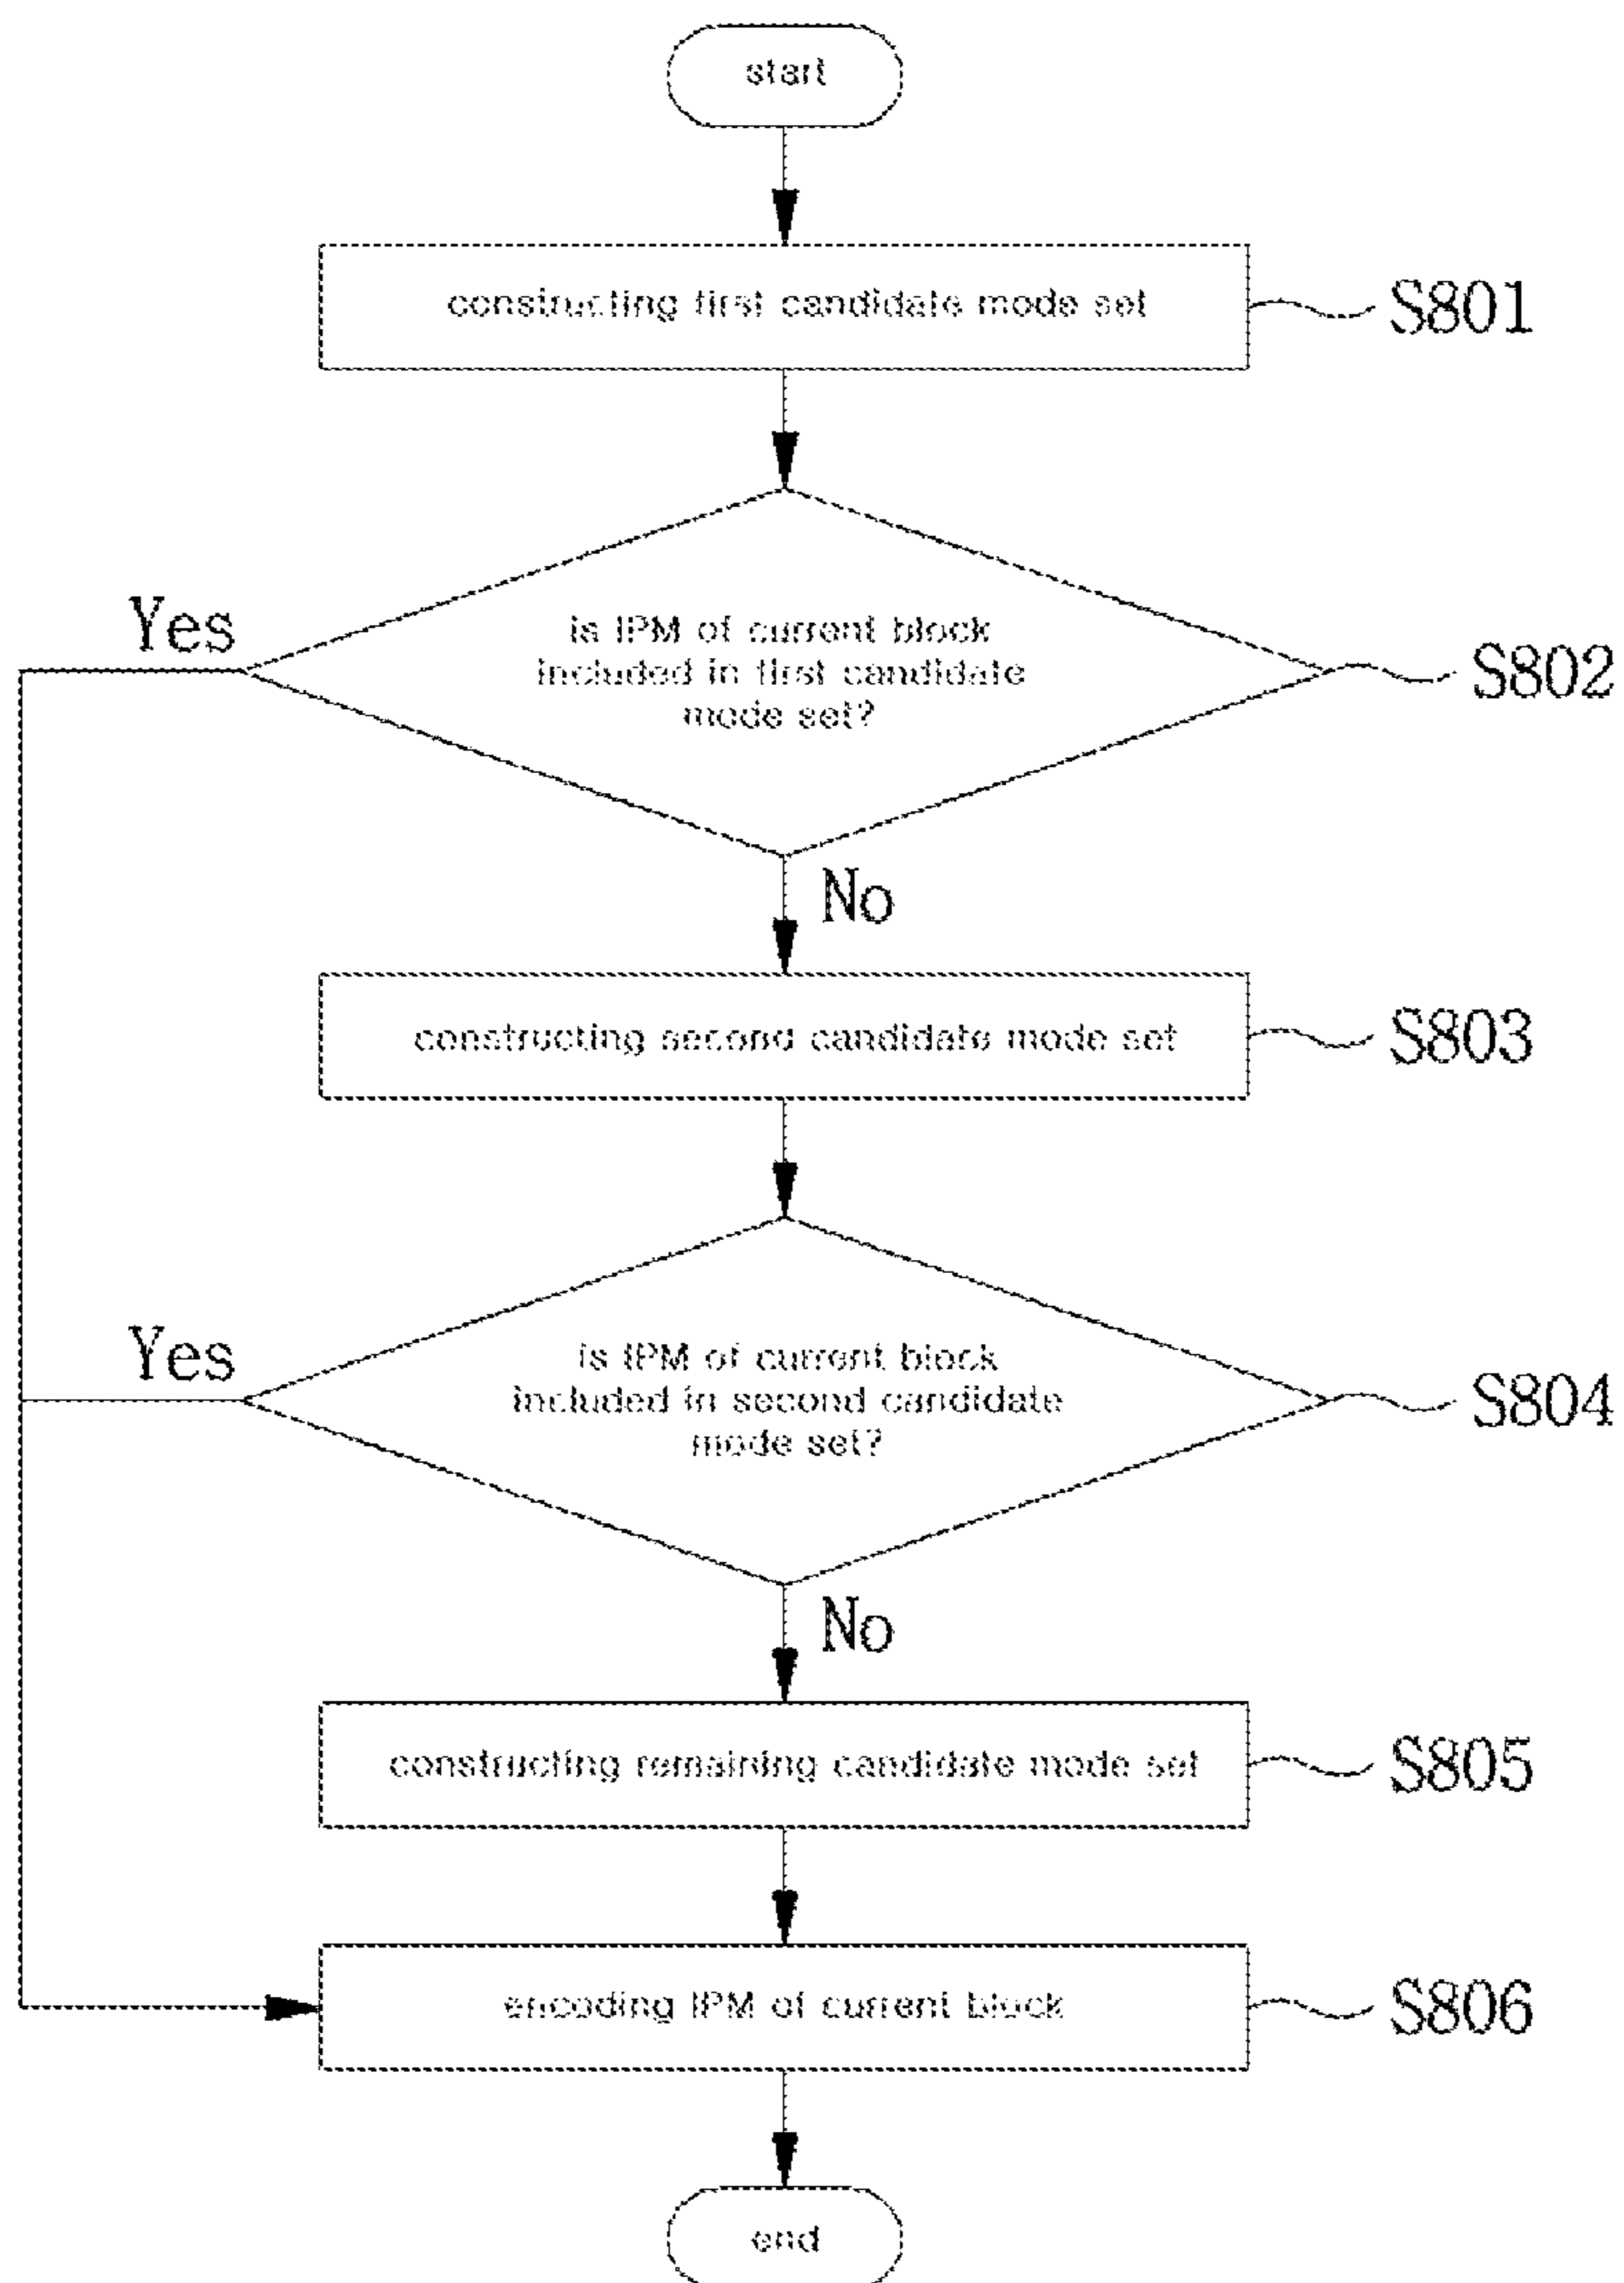 start
constructing first candidate mode set
S801
Yes
is IPM of current block
included in first candidate
mode set?
S802
No
constructing second candidate mode set
S803
Yes
is IPM of current block
included in second candidate
mode set?
S804
No
constructing remaining candidate mode set
S805
encoding IPM of current block
S806
end